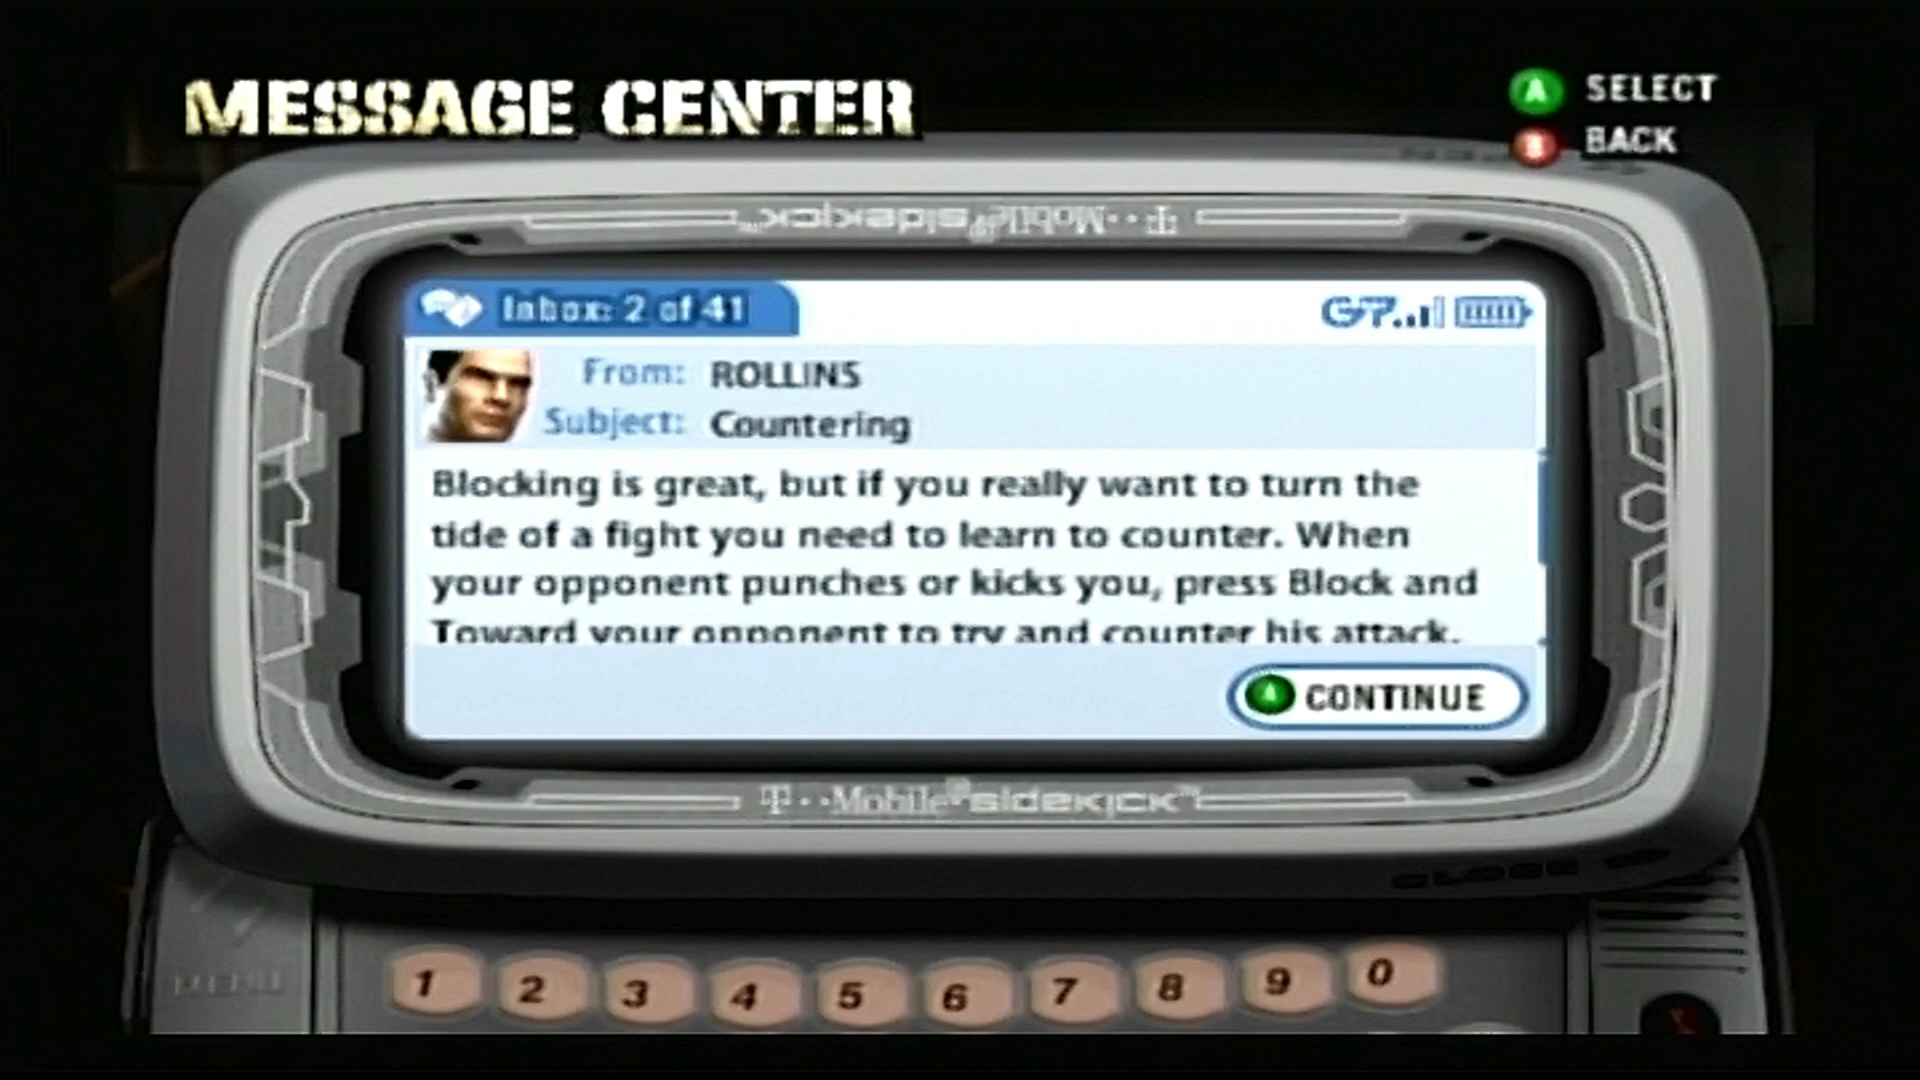 MESSAGE CENTER
A SELECT
B BACK
T··Mobile® sidekick™
Inbox: 2 of 41
From: ROLLINS
Subject: Countering
Blocking is great, but if you really want to turn the
tide of a fight you need to learn to counter. When
your opponent punches or kicks you, press Block and
Toward your opponent to try and counter his attack.
A CONTINUE
T··Mobile® sidekick™
MENU
1 2 3 4 5 6 7 8 9 0